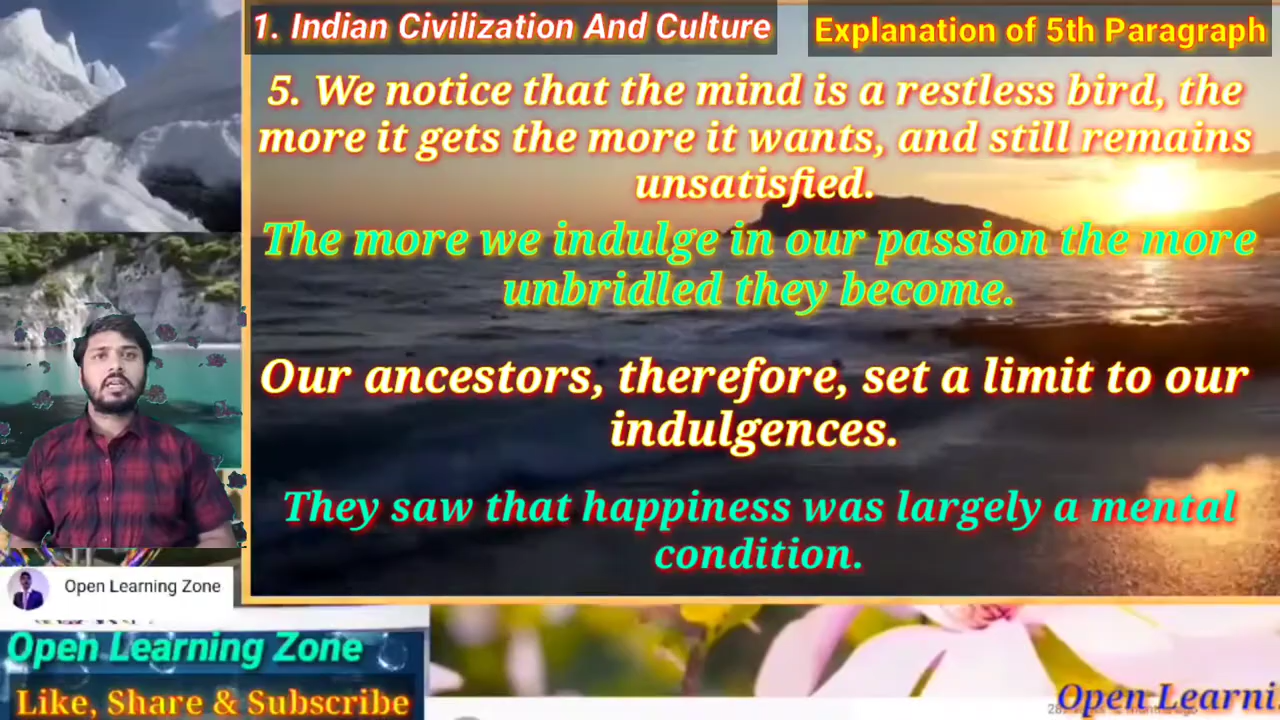 1. Indian Civilization And Culture
Explanation of 5th Paragraph
5. We notice that the mind is a restless bird, the
more it gets the more it wants, and still remains
unsatisfied.
The more we indulge in our passion the more
unbridled they become.
Our ancestors, therefore, set a limit to our
indulgences.
They saw that happiness was largely a mental
condition.
Open Learning Zone
Open Learning Zone
Like, Share & Subscribe
Open Learni